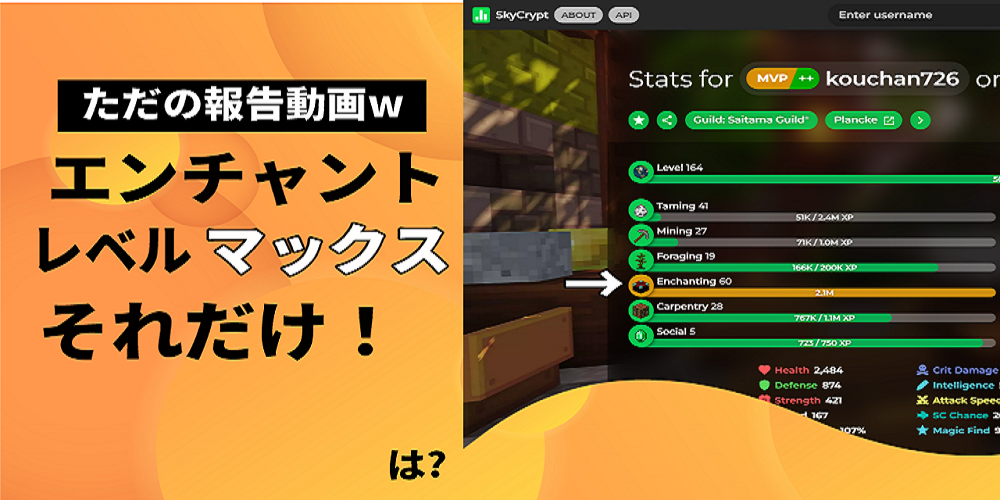 ただの報告動画w
エンチャント
レベル マックス
それだけ！
は?
SkyCrypt ABOUT API Enter username
Stats for MVP ++ kouchan726 on
Guild: Saitama Guild Plancke
Level 164
Taming 41
51K / 2.4M XP
Mining 27
71K / 1.0M XP
Foraging 19
166K / 200K XP
Enchanting 60
2.1M
Carpentry 28
767K / 1.1M XP
Social 5
723 / 750 XP
Health 2,484 Crit Damage
Defense 874 Intelligence
Strength 421 Attack Speed
167 SC Chance
107% Magic Find